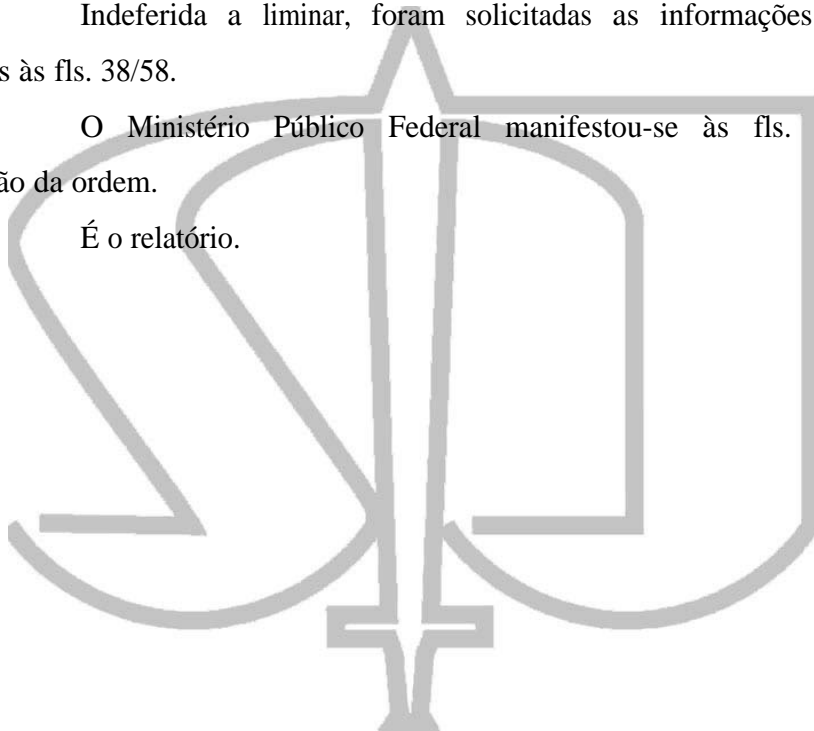 Indeferida a liminar, foram solicitadas as informações
às fls. 38/58.
O Ministério Público Federal manifestou-se às fls.
da ordem.
É o relatório.